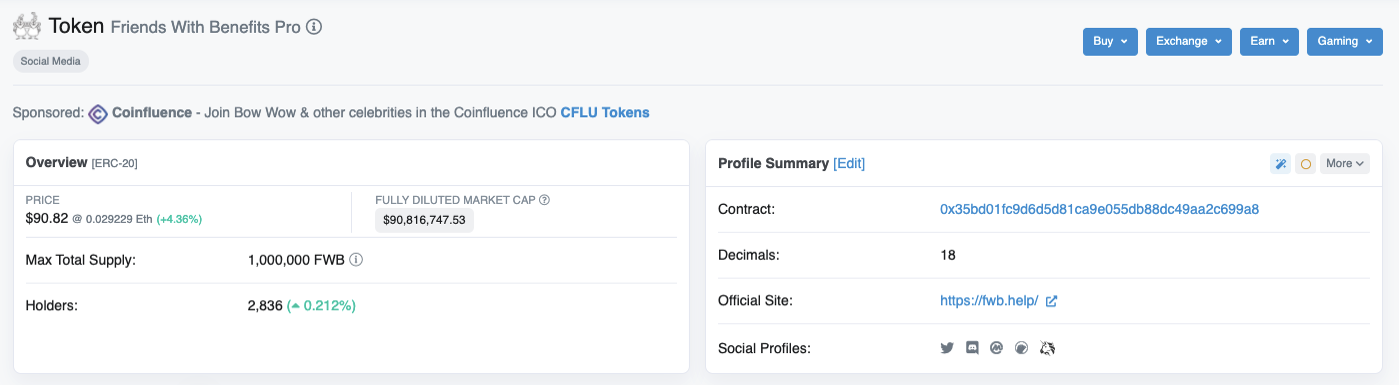 Token Friends With Benefits Pro
Buy Exchange Earn Gaming
Social Media
Sponsored: Coinfluence - Join Bow Wow & other celebrities in the Coinfluence ICO CFLU Tokens
Overview [ERC-20]
PRICE
$90.82 @ 0.029229 Eth (+4.36%)
FULLY DILUTED MARKET CAP
$90,816,747.53
Max Total Supply: 1,000,000 FWB
Holders: 2,836 (0.212%)
Profile Summary [Edit]
More
Contract: 0x35bd01fc9d6d5d81ca9e055db88dc49aa2c699a8
Decimals: 18
Official Site: https://fwb.help/
Social Profiles: